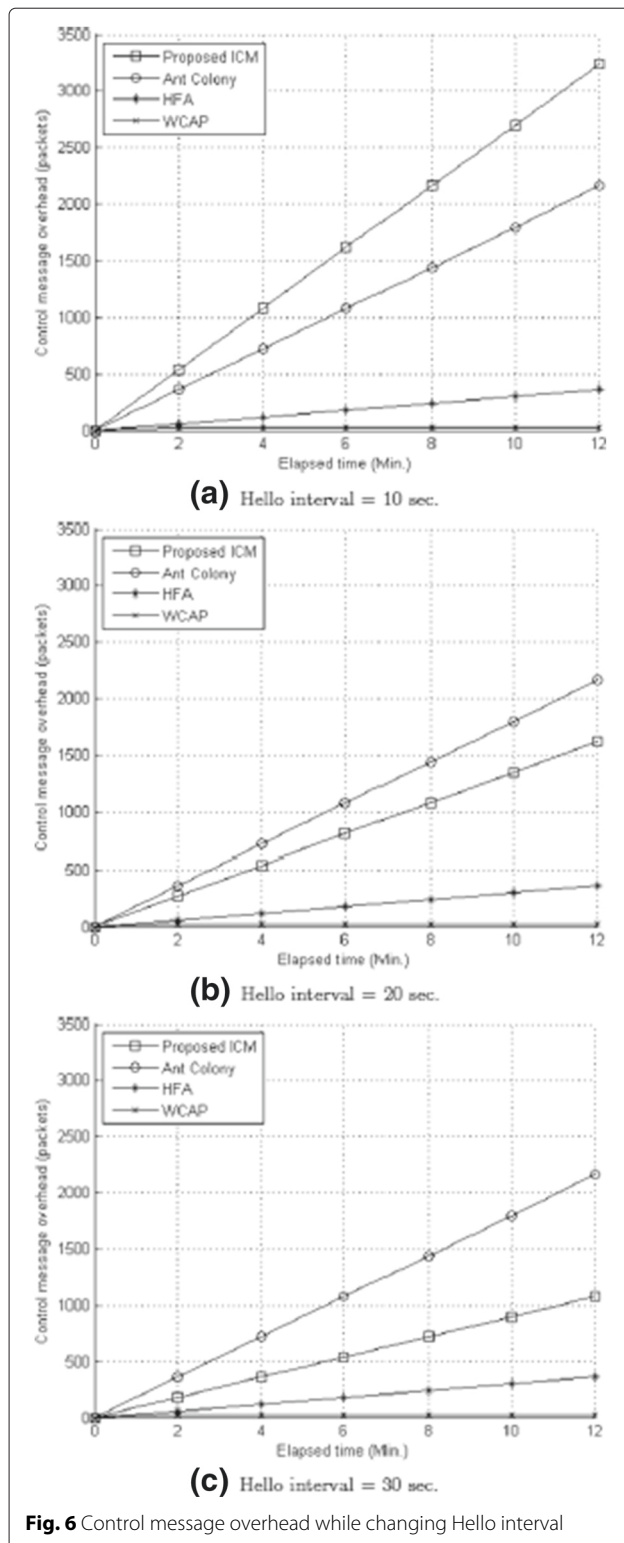 3500
3000
2500
2000
1500
1000
500
0
Control message overhead (packets)
Proposed ICM
Ant Colony
HFA
WCAP
0 2 4 6 8 10 12
Elapsed time (Min.)
(a) Hello interval = 10 sec.
3500
3000
2500
2000
1500
1000
500
0
Control message overhead (packets)
Proposed ICM
Ant Colony
HFA
WCAP
0 2 4 6 8 10 12
Elapsed time (Min.)
(b) Hello interval = 20 sec.
3500
3000
2500
2000
1500
1000
500
0
Control message overhead (packets)
Proposed ICM
Ant Colony
HFA
WCAP
0 2 4 6 8 10 12
Elapsed time (Min.)
(c) Hello interval = 30 sec.
Fig. 6 Control message overhead while changing Hello interval